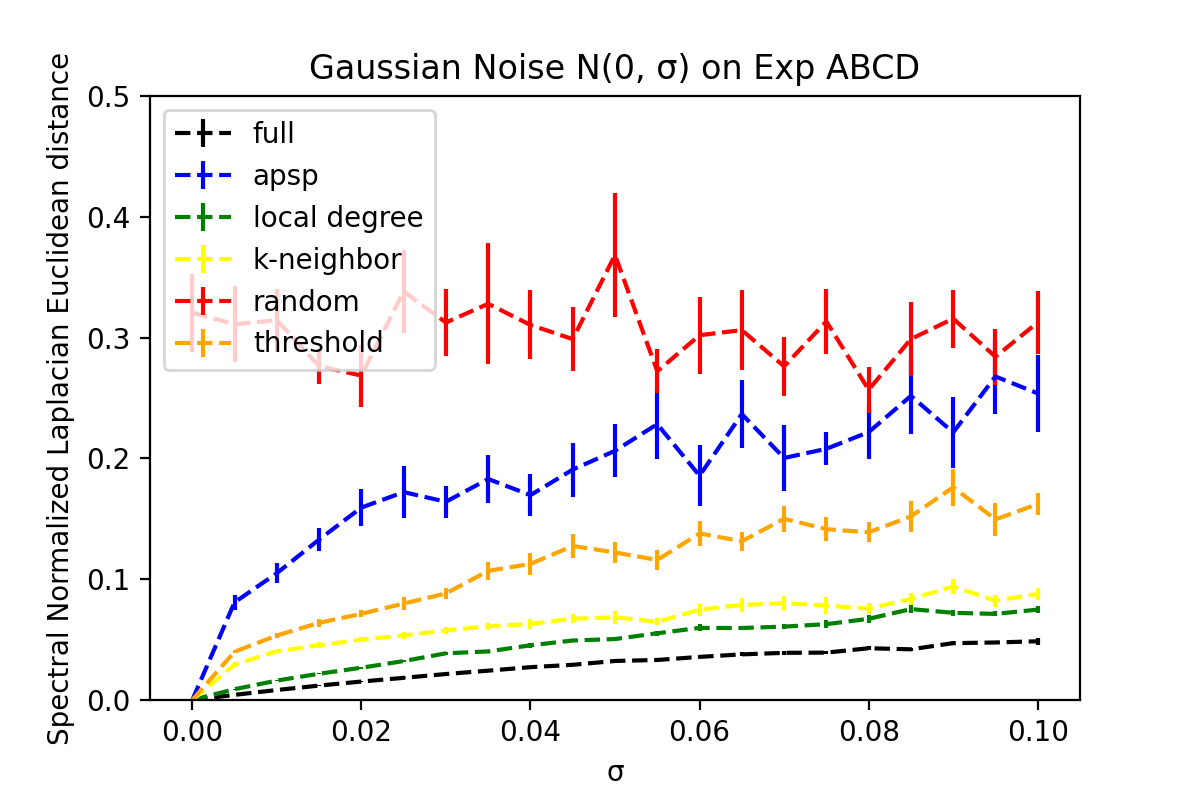 Gaussian Noise N(0, σ) on Exp ABCD
Spectral Normalized Laplacian Euclidean distance
0.5
0.4
0.3
0.2
0.1
0.0
full
apsp
local degree
k-neighbor
random
threshold
0.00 0.02 0.04 0.06 0.08 0.10
σ